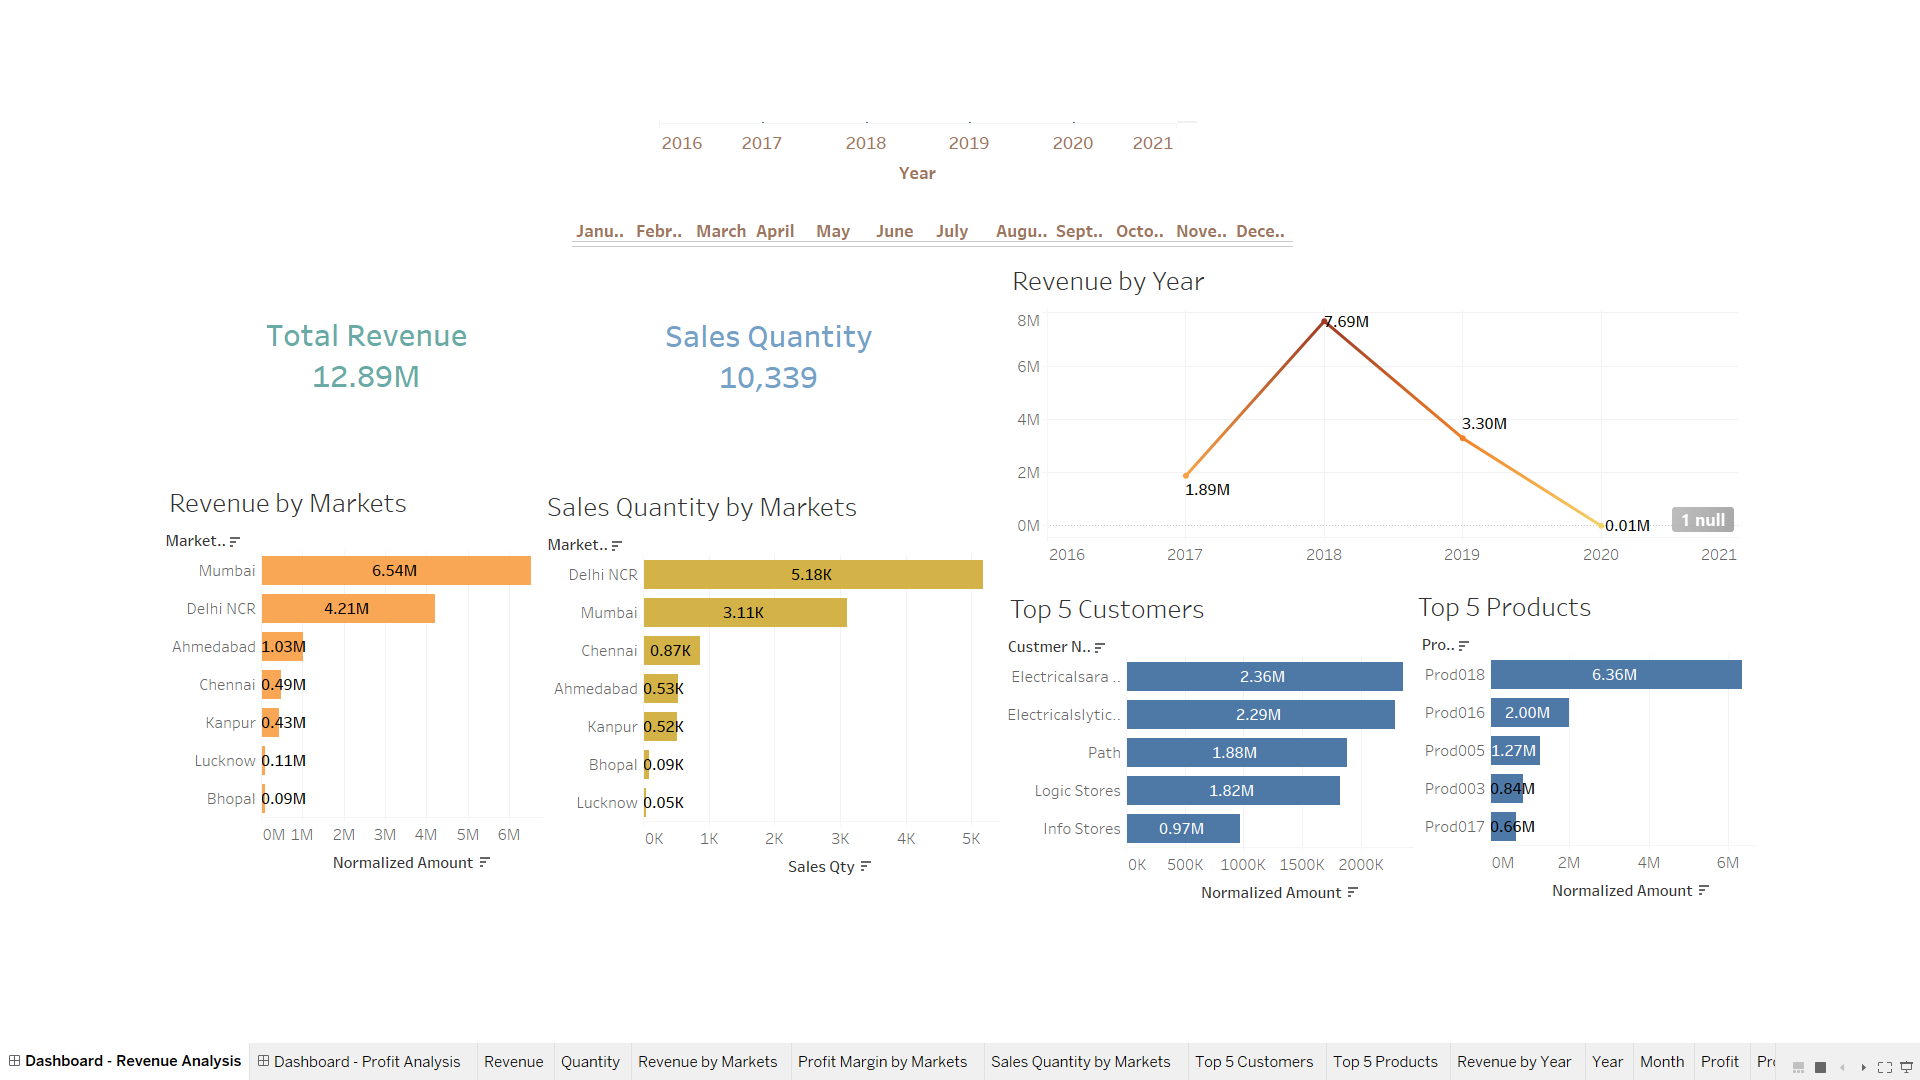 2016 2017 2018 2019 2020 2021
Year
Janu.. Febr.. March April May June July Augu.. Sept.. Octo.. Nove.. Dece..
Total Revenue
12.89M
Sales Quantity
10,339
Revenue by Year
8M
6M
4M
2M
0M
7.69M
3.30M
1.89M
0.01M
1 null
2016 2017 2018 2019 2020 2021
Revenue by Markets
Market..
Mumbai 6.54M
Delhi NCR 4.21M
Ahmedabad 1.03M
Chennai 0.49M
Kanpur 0.43M
Lucknow 0.11M
Bhopal 0.09M
0M 1M 2M 3M 4M 5M 6M
Normalized Amount
Sales Quantity by Markets
Market..
Delhi NCR 5.18K
Mumbai 3.11K
Chennai 0.87K
Ahmedabad 0.53K
Kanpur 0.52K
Bhopal 0.09K
Lucknow 0.05K
0K 1K 2K 3K 4K 5K
Sales Qty
Top 5 Customers
Custmer N..
Electricalsara .. 2.36M
Electricalslytic.. 2.29M
Path 1.88M
Logic Stores 1.82M
Info Stores 0.97M
0K 500K 1000K 1500K 2000K
Normalized Amount
Top 5 Products
Pro..
Prod018 6.36M
Prod016 2.00M
Prod005 1.27M
Prod003 0.84M
Prod017 0.66M
0M 2M 4M 6M
Normalized Amount
Dashboard - Revenue Analysis Dashboard - Profit Analysis Revenue Quantity Revenue by Markets Profit Margin by Markets Sales Quantity by Markets Top 5 Customers Top 5 Products Revenue by Year Year Month Profit